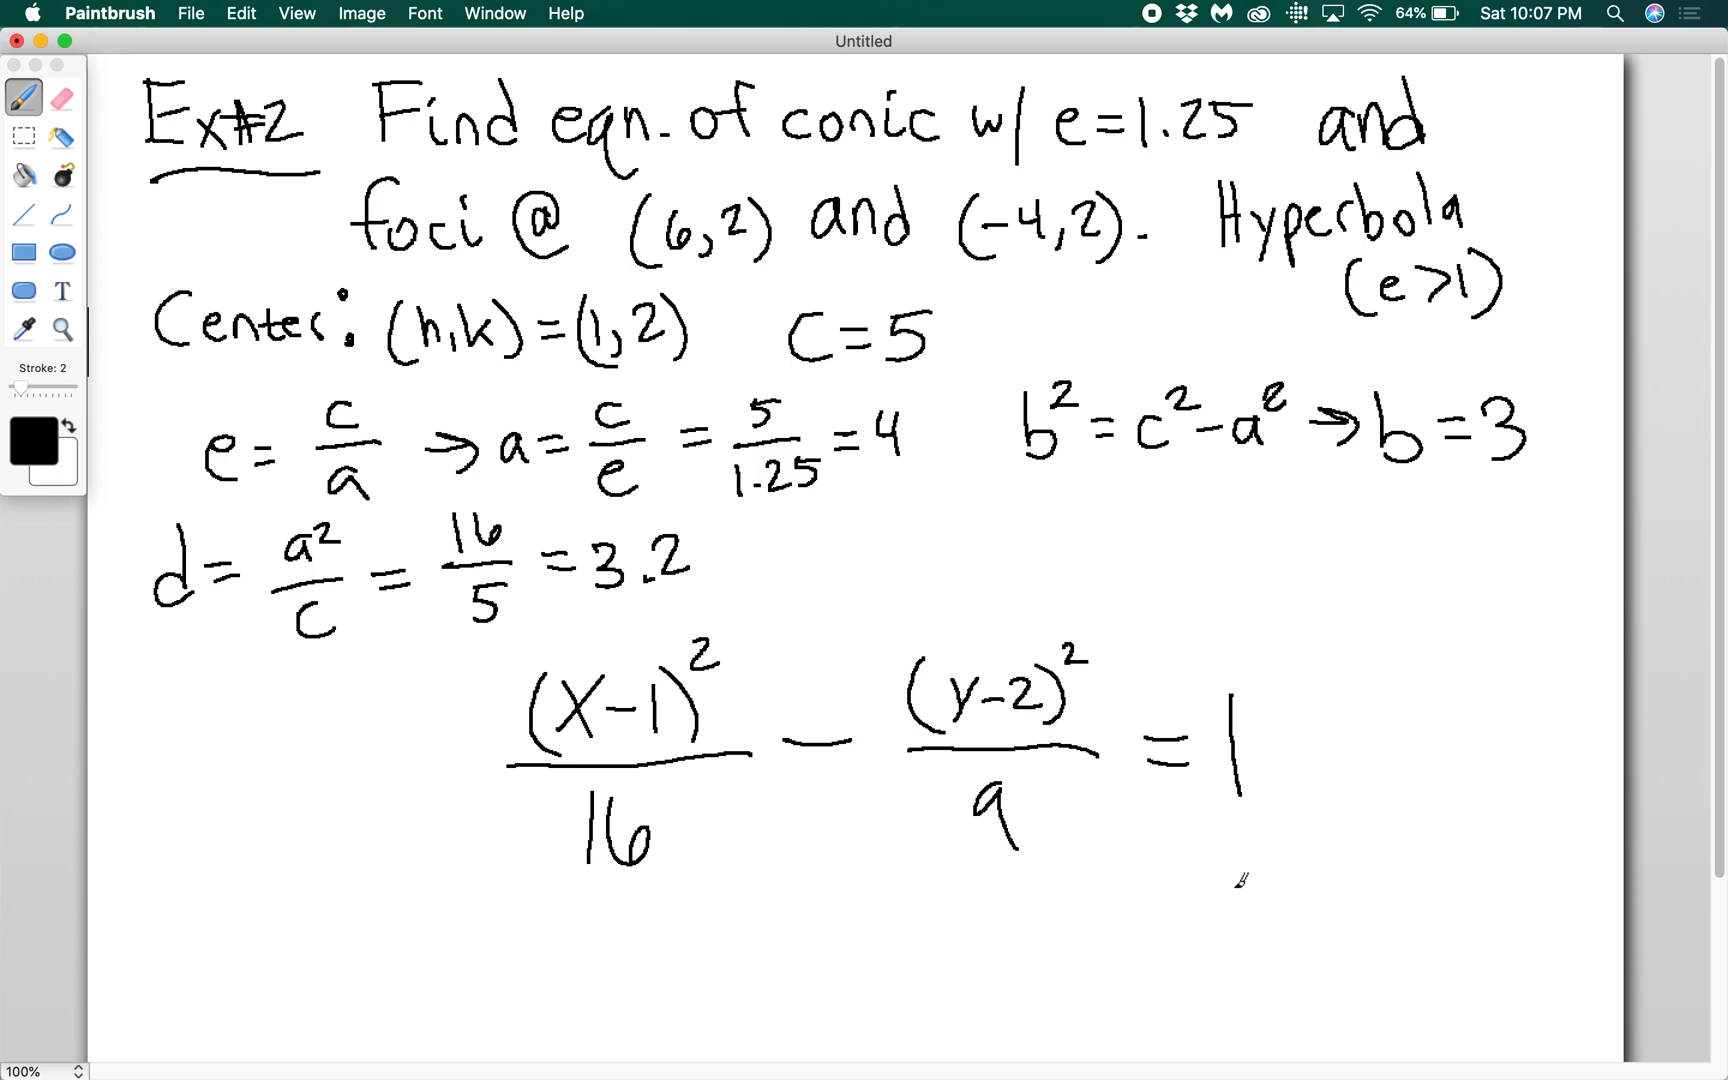 Paintbrush File Edit View Image Font Window Help 64% Sat 10:07 PM
Untitled
Ex#2 Find eqn. of conic w/ e=1.25 and
foci @ (6,2) and (-4,2). Hyperbola
(e>1)
Center: (h,k)=(1,2) c=5
e= c/a → a= c/e = 5/1.25 =4 b²=c²-a² → b=3
d= a²/c = 16/5 =3.2
(x-1)²/16 - (y-2)²/9 = 1
T
Stroke: 2
100%